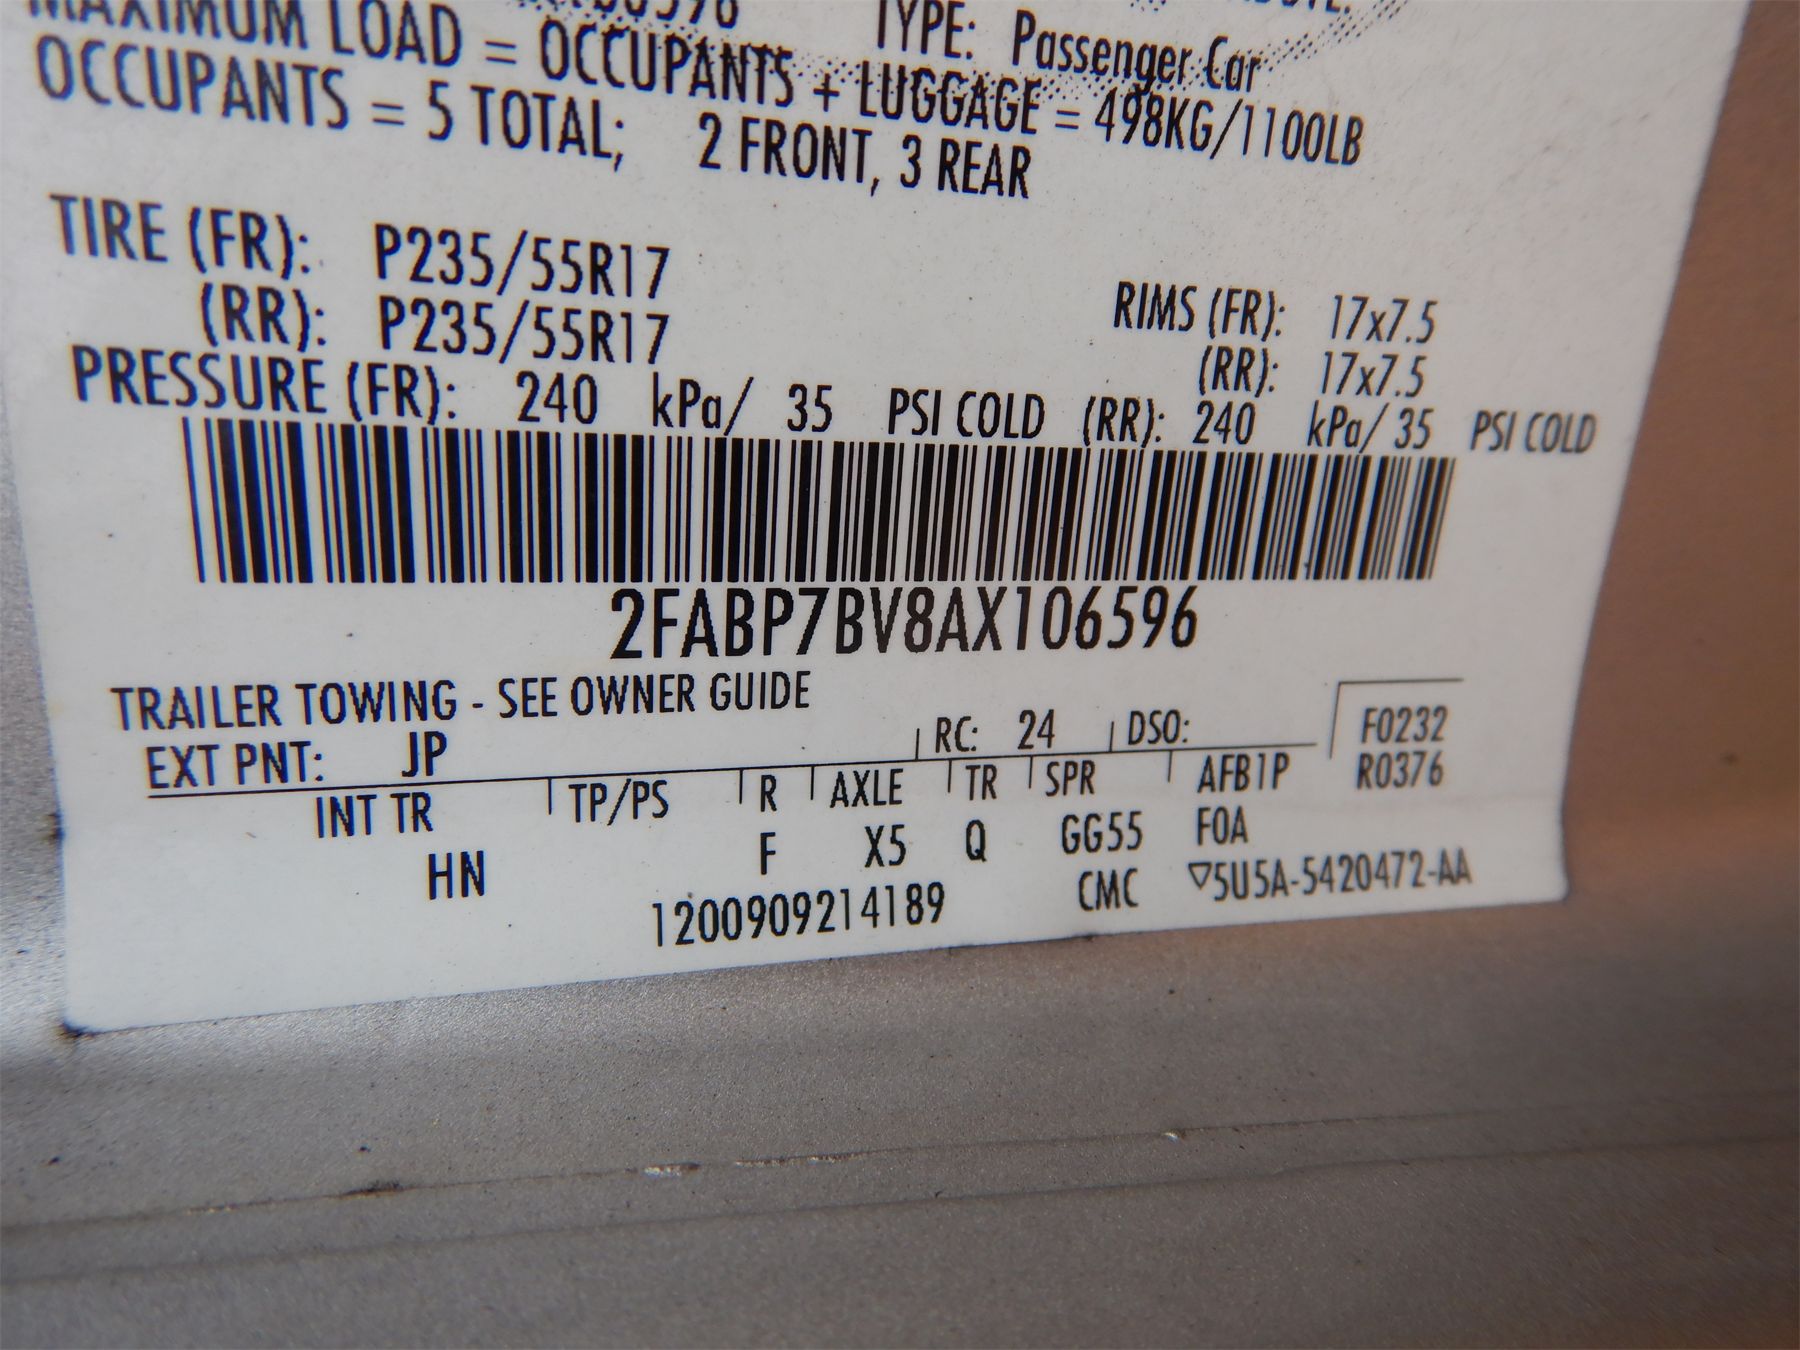 TYPE: Passenger Car
MAXIMUM LOAD = OCCUPANTS + LUGGAGE = 498KG/1100LB
OCCUPANTS = 5 TOTAL; 2 FRONT, 3 REAR
TIRE (FR): P235/55R17 RIMS (FR): 17x7.5
(RR): P235/55R17 (RR): 17x7.5
PRESSURE (FR): 240 kPa/ 35 PSI COLD (RR): 240 kPa/ 35 PSI COLD
2FABP7BV8AX106596
TRAILER TOWING - SEE OWNER GUIDE
EXT PNT: JP RC: 24 DSO: F0232
INT TR TP/PS R AXLE TR SPR AFB1P R0376
HN F X5 Q GG55 FOA
1200909214189 CMC ▽5U5A-5420472-AA